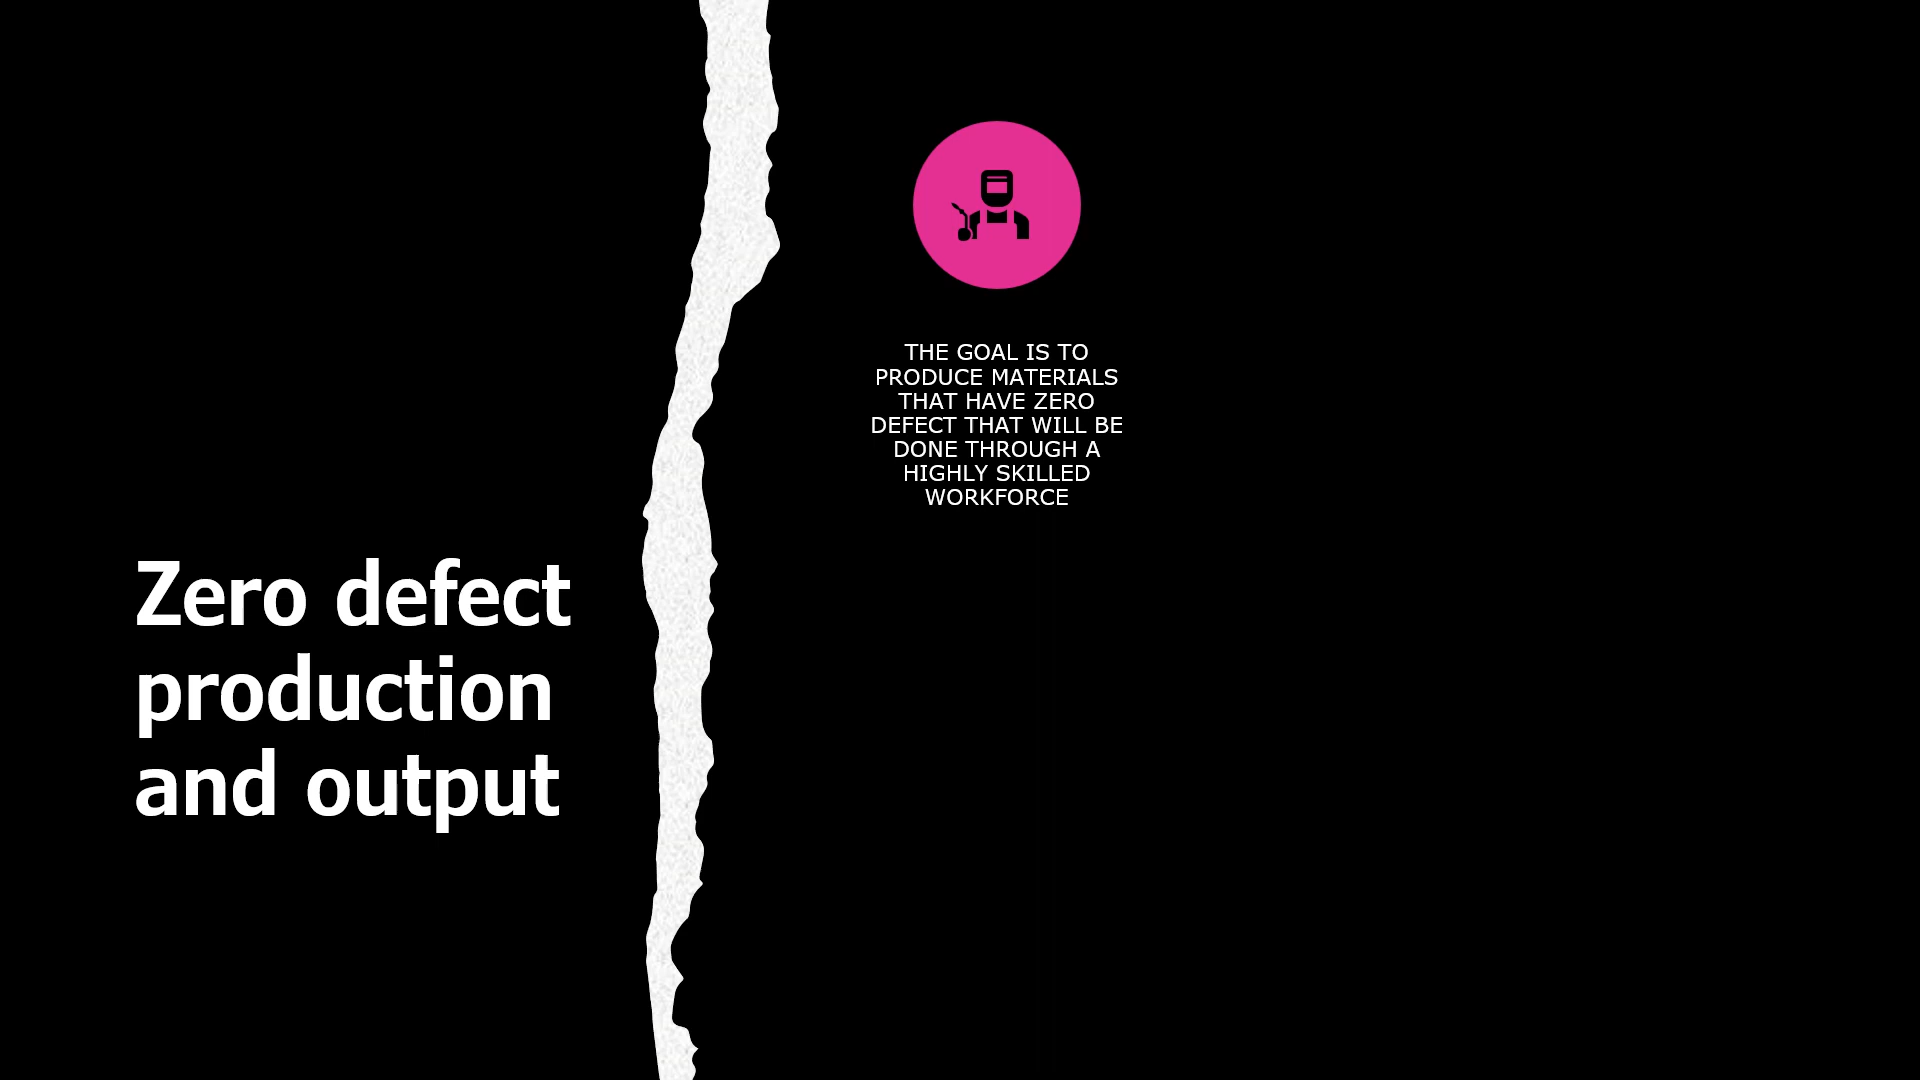 Zero defect
production
and output
THE GOAL IS TO
PRODUCE MATERIALS
THAT HAVE ZERO
DEFECT THAT WILL BE
DONE THROUGH A
HIGHLY SKILLED
WORKFORCE